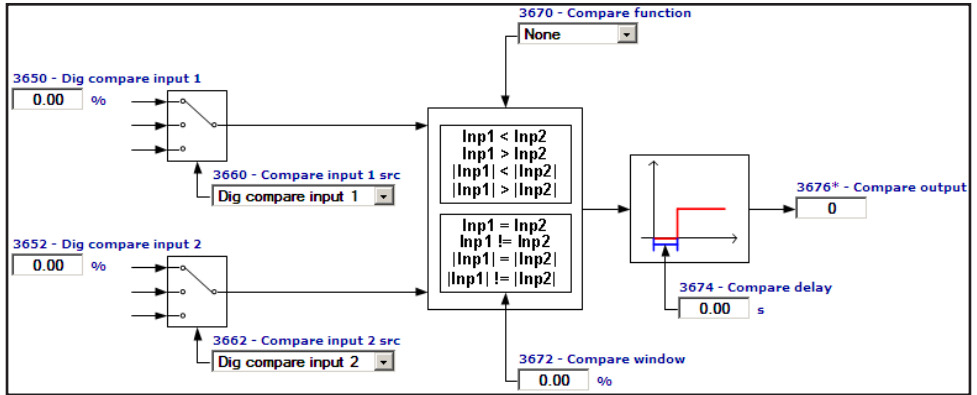 3670 - Compare function
None
3650 - Dig compare input 1
0.00 %
3660 - Compare input 1 src
Dig compare input 1
Inp1 < Inp2
Inp1 > Inp2
|Inp1| < |Inp2|
|Inp1| > |Inp2|
Inp1 = Inp2
Inp1 != Inp2
|Inp1| = |Inp2|
|Inp1| != |Inp2|
3676* - Compare output
0
3652 - Dig compare input 2
0.00 %
3674 - Compare delay
0.00 s
3662 - Compare input 2 src
Dig compare input 2
3672 - Compare window
0.00 %